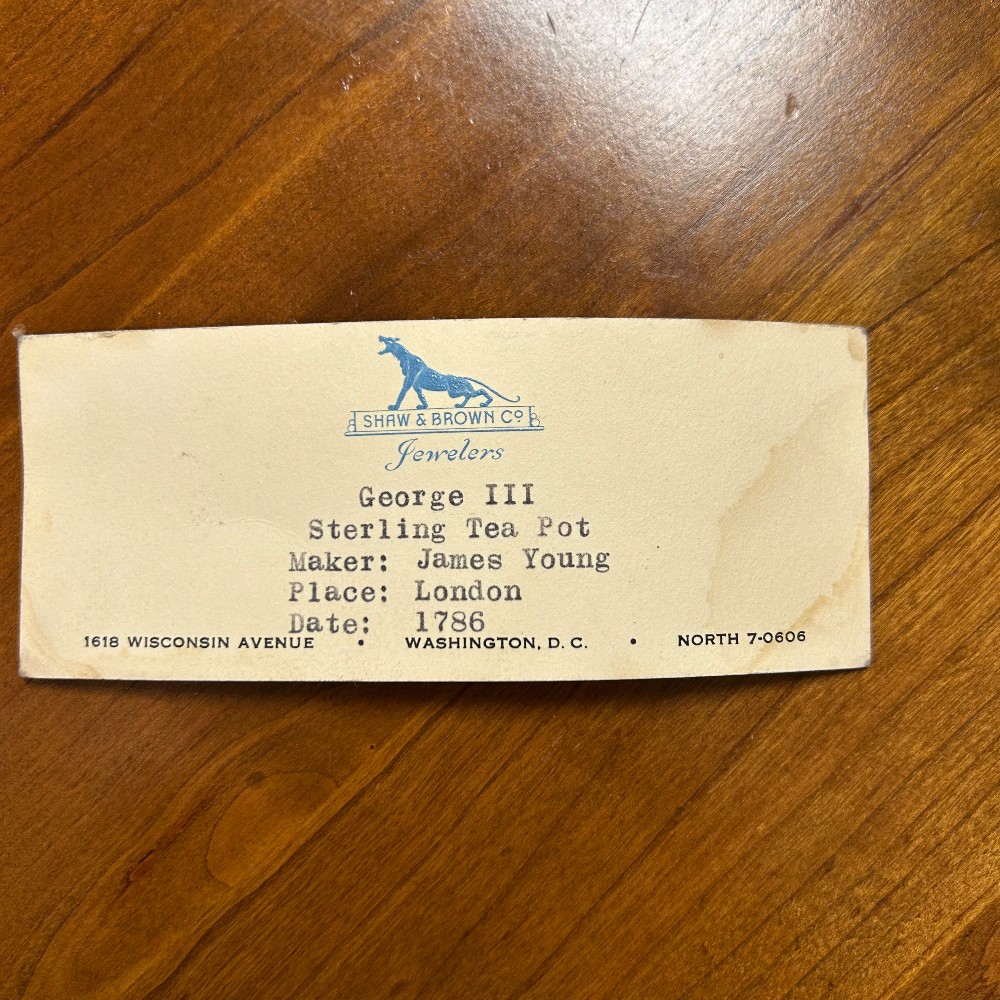 SHAW & BROWN Cº
Jewelers
George III
Sterling Tea Pot
Maker: James Young
Place: London
Date: 1786
1618 WISCONSIN AVENUE • WASHINGTON, D. C. • NORTH 7-0606